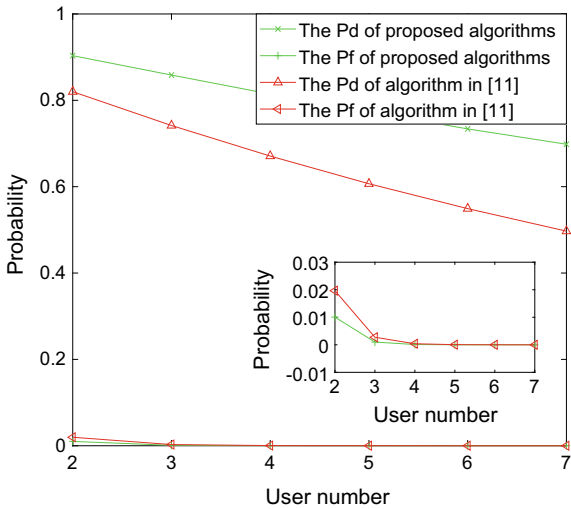 1
0.8
0.6
0.4
0.2
0
Probability
The Pd of proposed algorithms
The Pf of proposed algorithms
The Pd of algorithm in [11]
The Pf of algorithm in [11]
0.03
0.02
0.01
0
-0.01
Probability
2 3 4 5 6 7
User number
2 3 4 5 6 7
User number